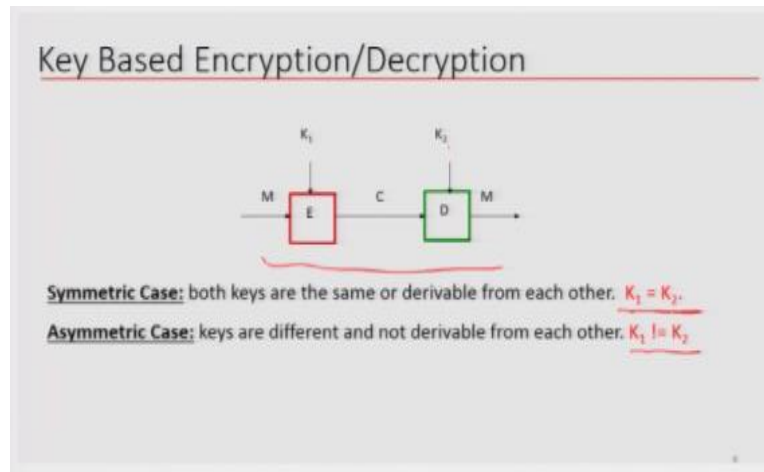 Key Based Encryption/Decryption
K₁ K₂
M E C D M
Symmetric Case: both keys are the same or derivable from each other. K₁ = K₂.
Asymmetric Case: keys are different and not derivable from each other. K₁ != K₂